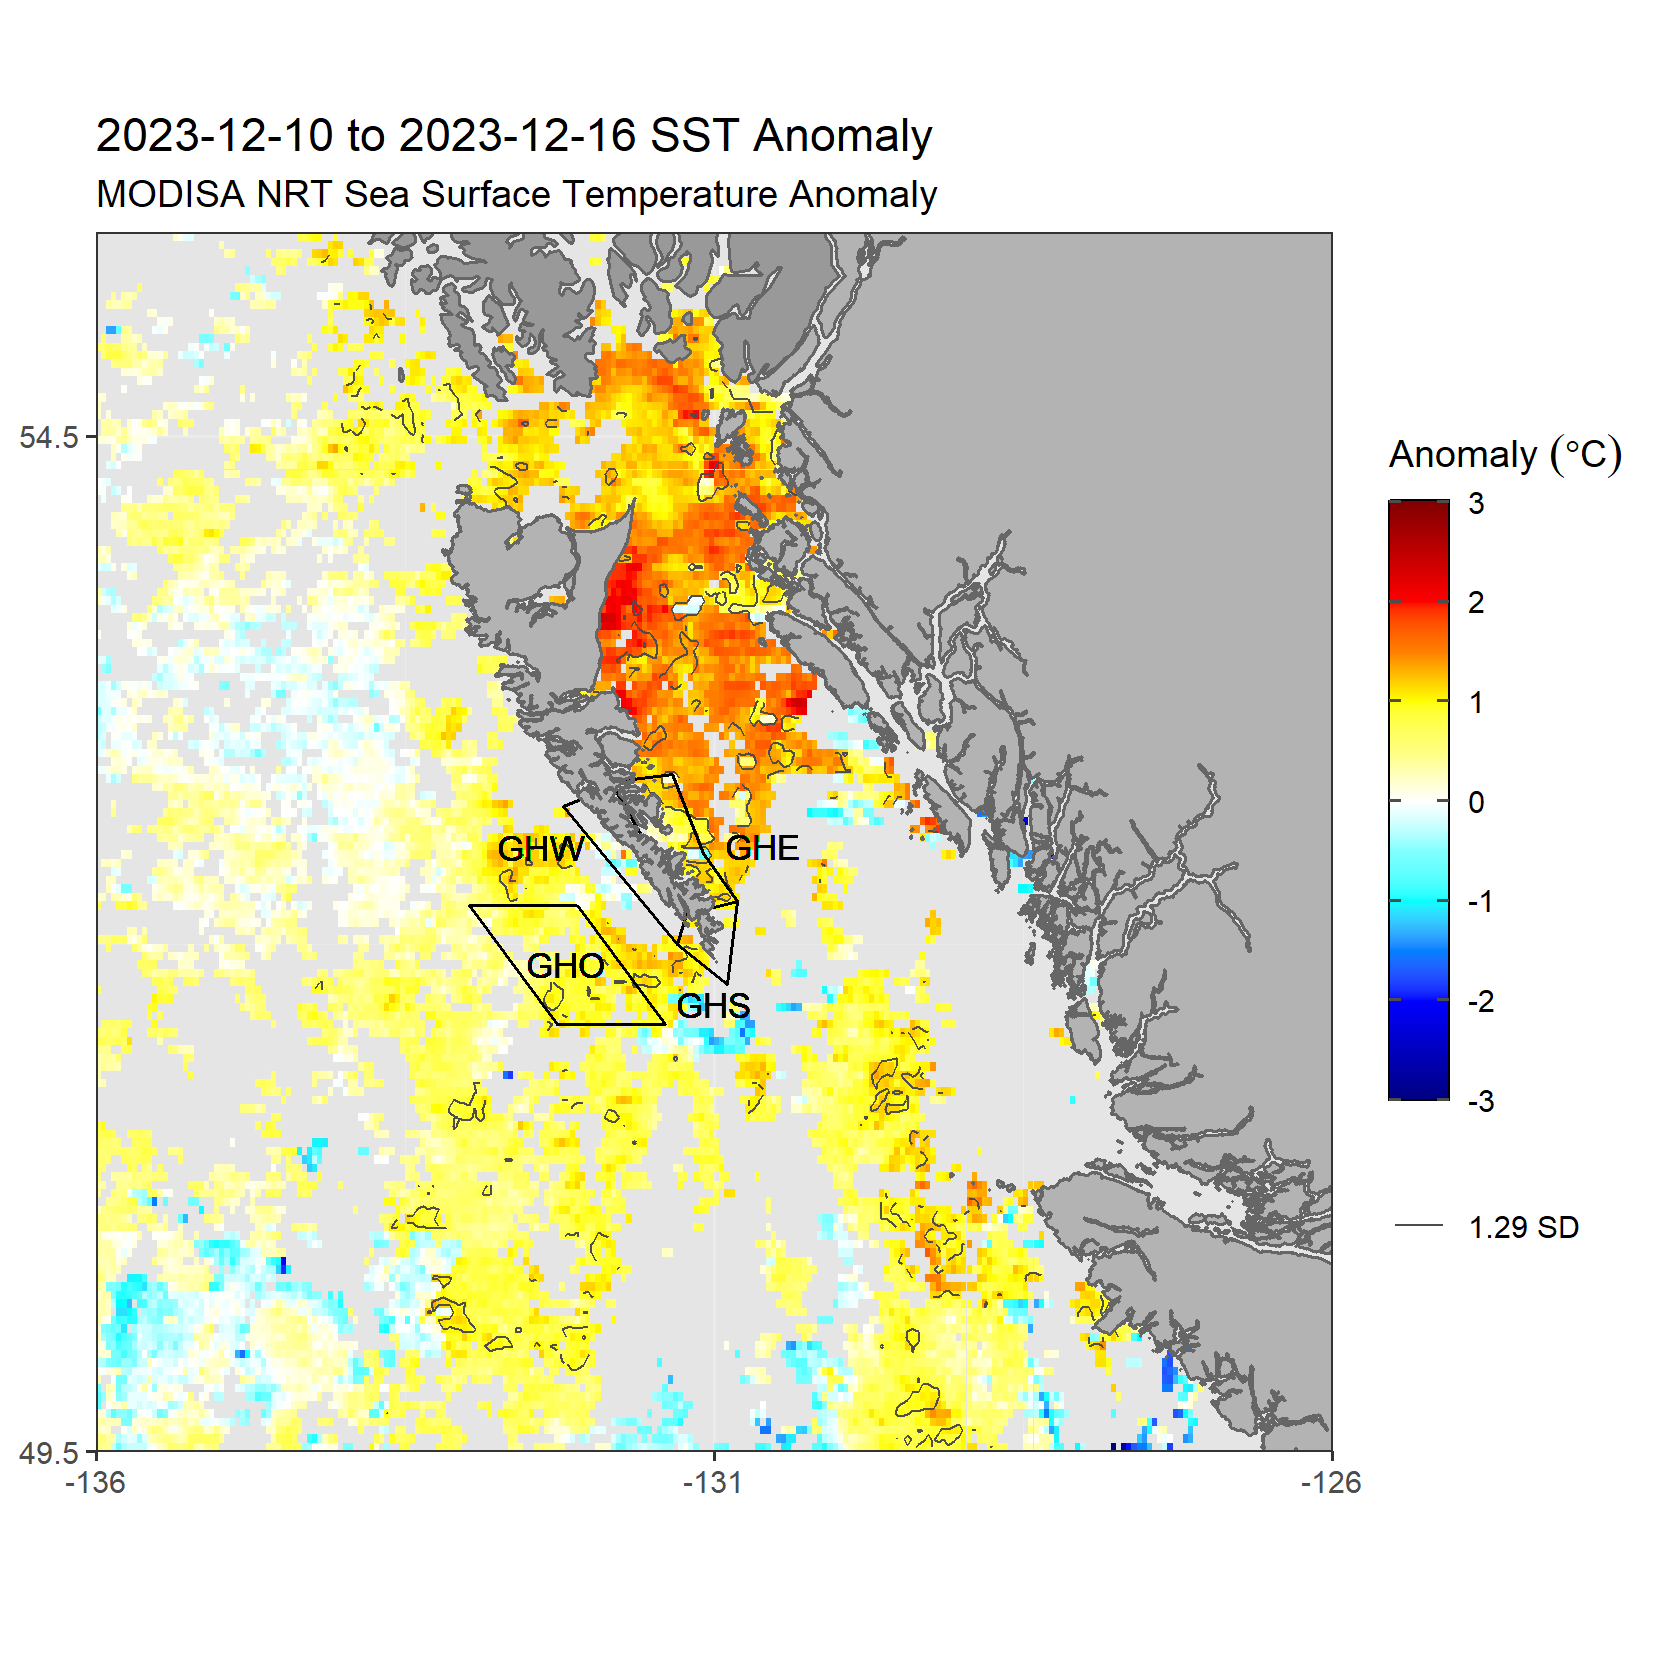 2023-12-10 to 2023-12-16 SST Anomaly
MODISA NRT Sea Surface Temperature Anomaly
54.5
49.5
-136
-131
-126
GHW
GHE
GHO
GHS
Anomaly (°C)
3
2
1
0
-1
-2
-3
1.29 SD